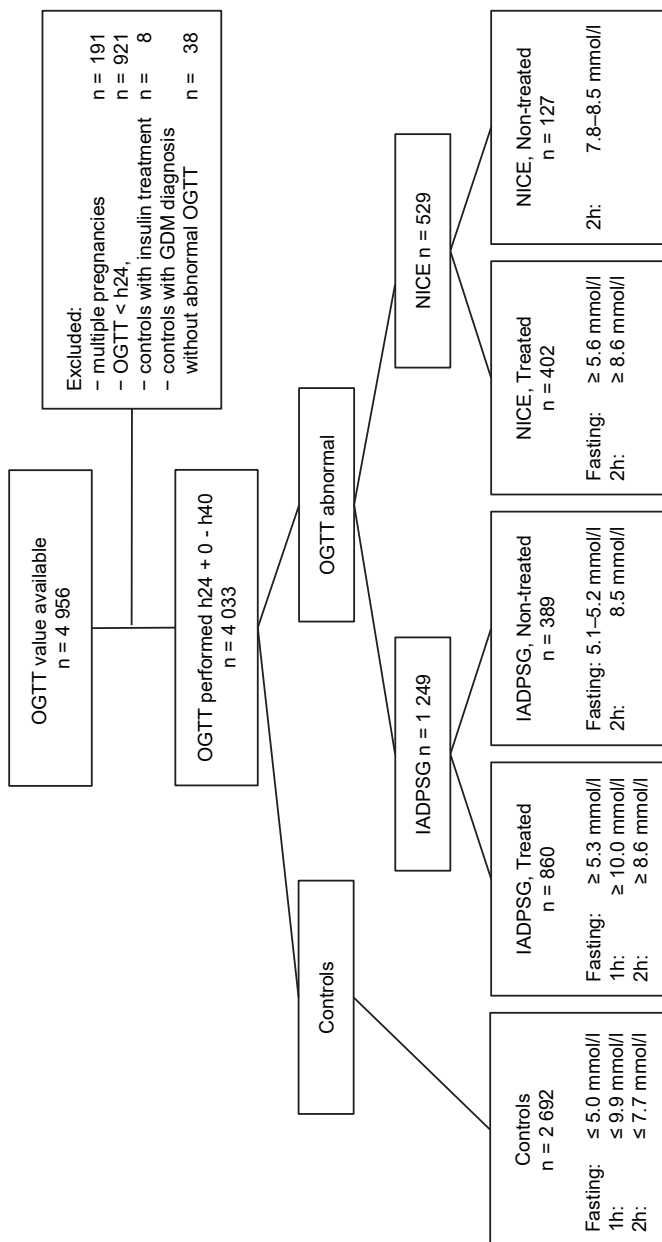 OGTT value available
n = 4 956
Excluded:
– multiple pregnancies n = 191
– OGTT < h24, n = 921
– controls with insulin treatment n = 8
– controls with GDM diagnosis
without abnormal OGTT n = 38
OGTT performed h24 + 0 - h40
n = 4 033
Controls
OGTT abnormal
IADPSG n = 1 249
NICE n = 529
Controls
n = 2 692
Fasting: ≤ 5.0 mmol/l
1h: ≤ 9.9 mmol/l
2h: ≤ 7.7 mmol/l
IADPSG, Treated
n = 860
Fasting: ≥ 5.3 mmol/l
1h: ≥ 10.0 mmol/l
2h: ≥ 8.6 mmol/l
IADPSG, Non-treated
n = 389
Fasting: 5.1–5.2 mmol/l
2h: 8.5 mmol/l
NICE, Treated
n = 402
Fasting: ≥ 5.6 mmol/l
2h: ≥ 8.6 mmol/l
NICE, Non-treated
n = 127
2h: 7.8–8.5 mmol/l